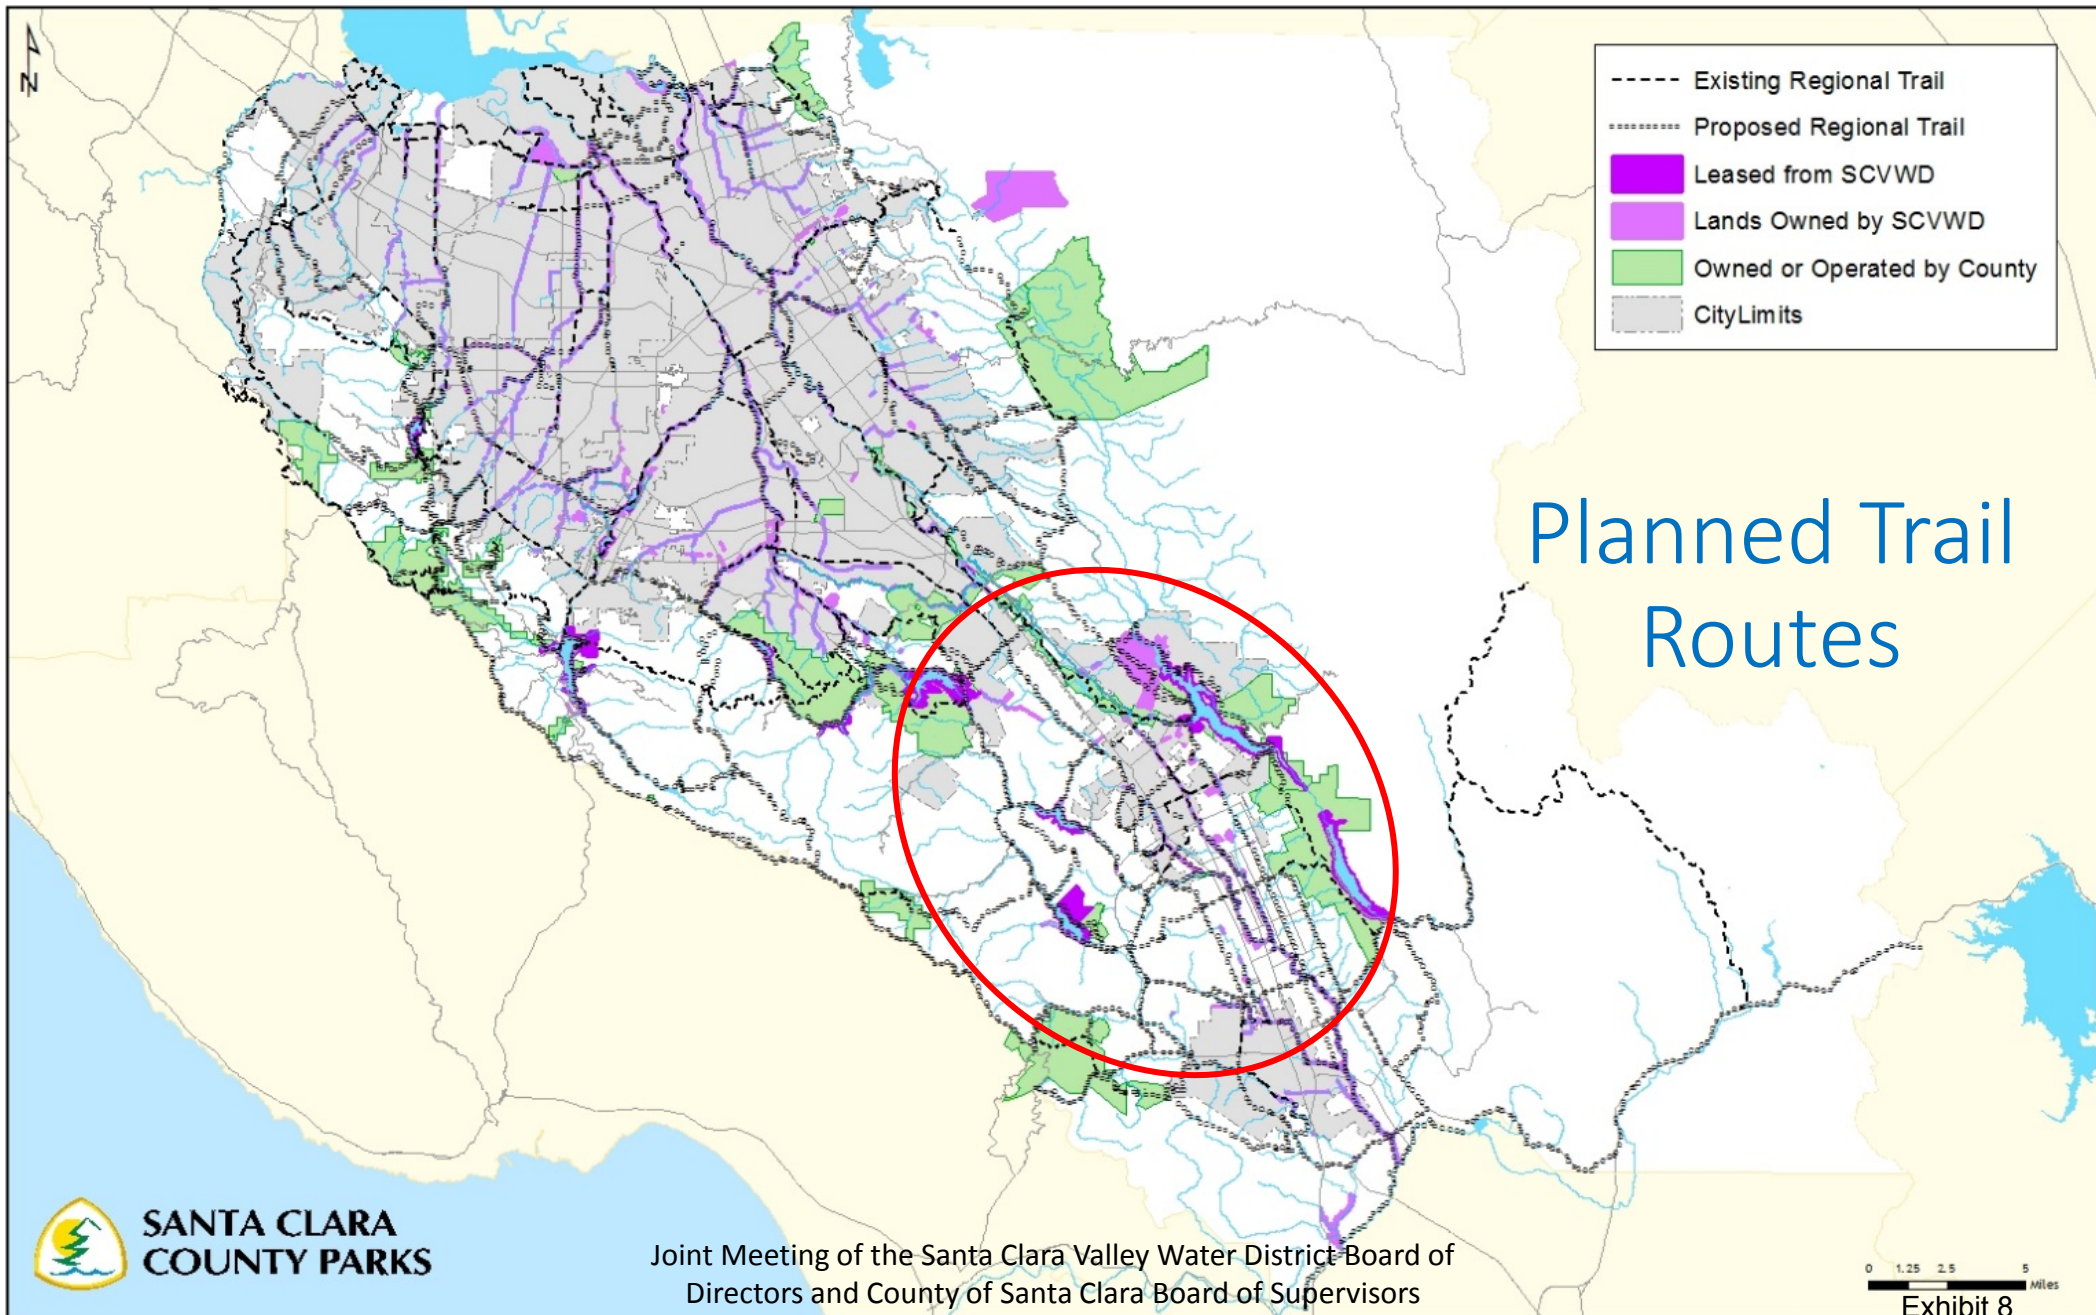 N
Existing Regional Trail
Proposed Regional Trail
Leased from SCVWD
Lands Owned by SCVWD
Owned or Operated by County
CityLimits
Planned Trail
Routes
SANTA CLARA
COUNTY PARKS
Joint Meeting of the Santa Clara Valley Water District Board of
Directors and County of Santa Clara Board of Supervisors
0 1.25 2.5 5
Miles
Exhibit 8